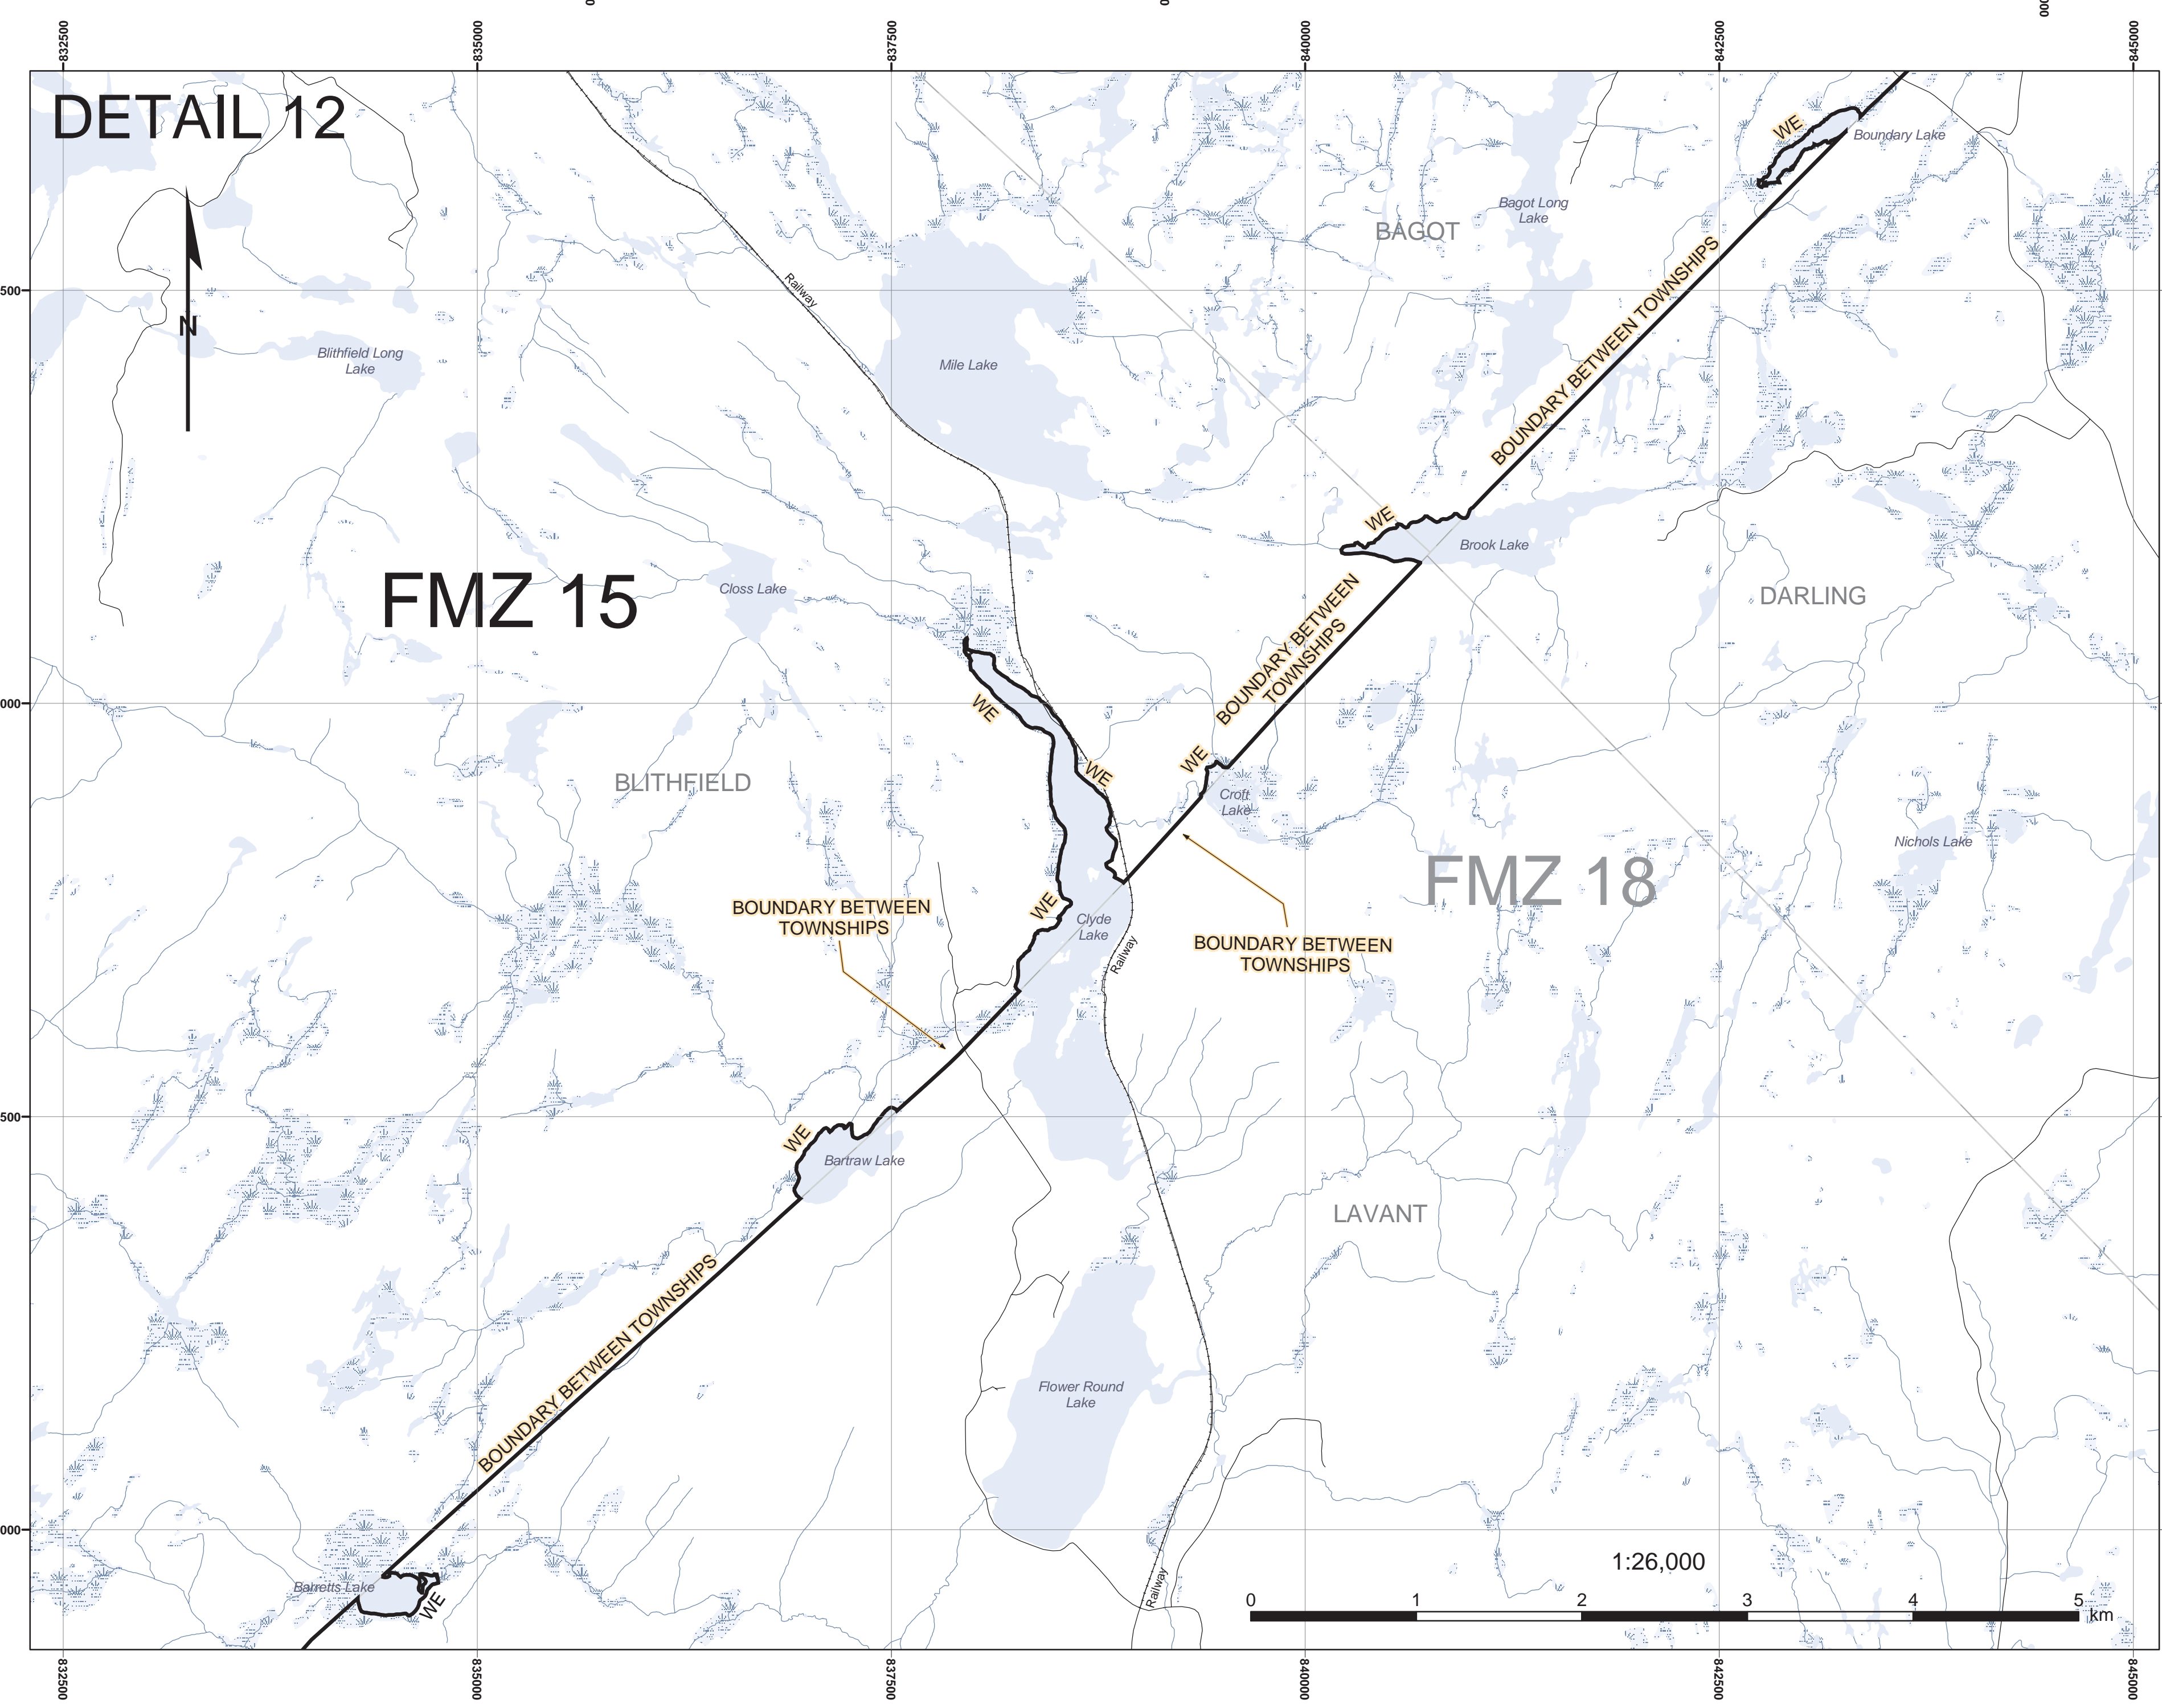 832500
835000
837500
840000
842500
845000
DETAIL 12
WE
Boundary Lake
Bagot Long
Lake
BAGOT
Railway
500
N
Blithfield Long
Lake
Mile Lake
BOUNDARY BETWEEN TOWNSHIPS
WE
Brook Lake
FMZ 15
Closs Lake
DARLING
BOUNDARY BETWEEN
TOWNSHIPS
000
WE
BLITHFIELD
WE
WE
Croft
Lake
Nichols Lake
FMZ 18
BOUNDARY BETWEEN
TOWNSHIPS
WE
Clyde
Lake
BOUNDARY BETWEEN
TOWNSHIPS
Railway
500
WE
Bartraw Lake
LAVANT
BOUNDARY BETWEEN TOWNSHIPS
Flower Round
Lake
000
1:26,000
Barretts Lake
WE
Railway
0 1 2 3 4 5
km
832500
835000
837500
840000
842500
845000